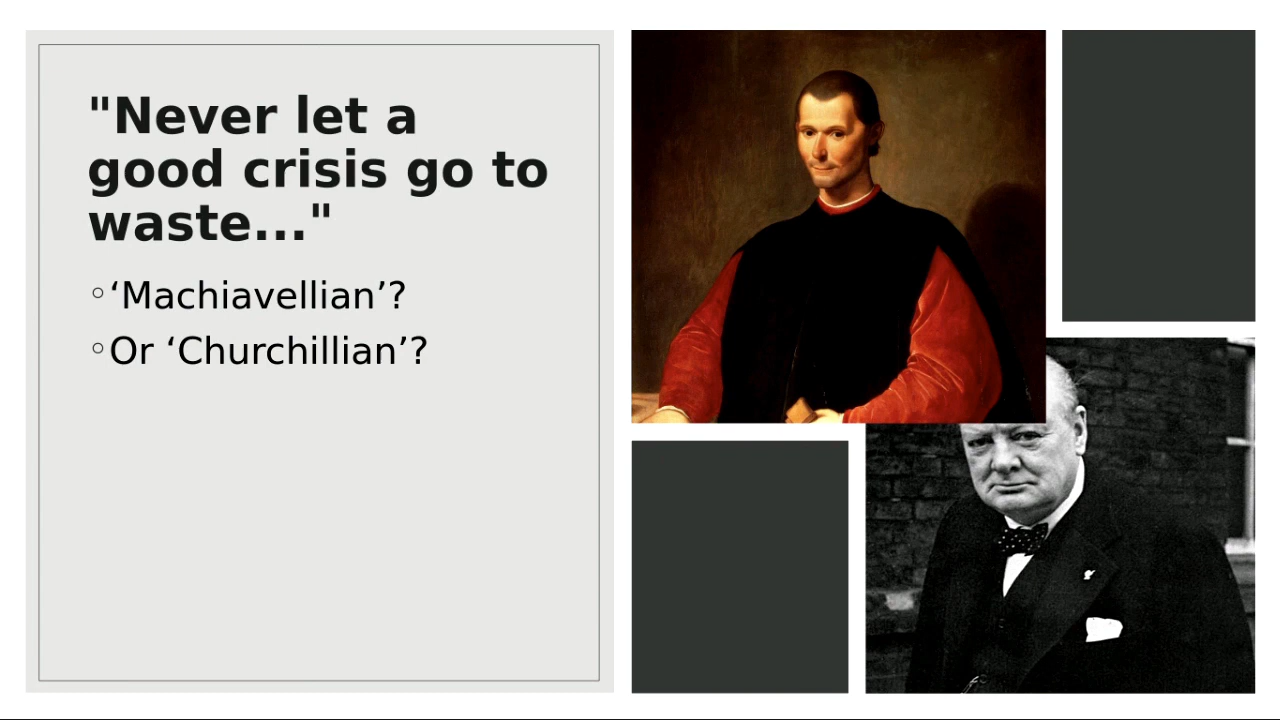 "Never let a
good crisis go to
waste..."
◦‘Machiavellian’?
◦Or ‘Churchillian’?